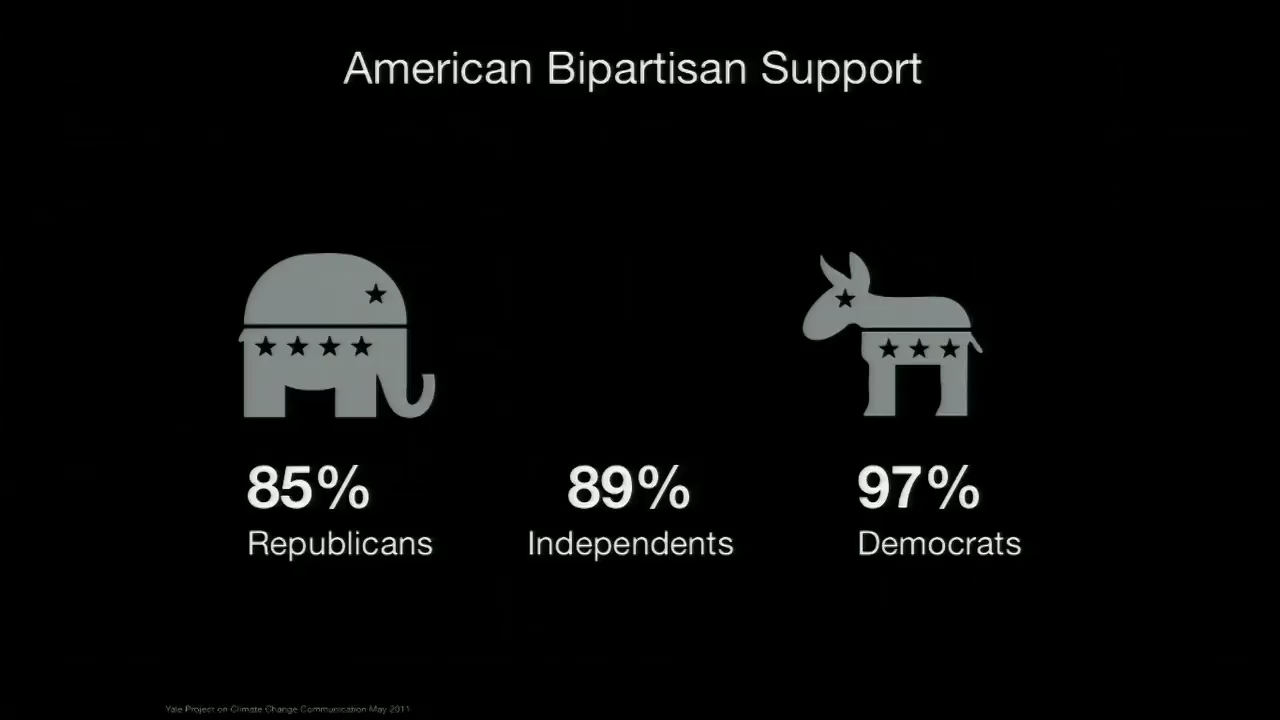 American Bipartisan Support
85%
Republicans
89%
Independents
97%
Democrats
Yale Project on Climate Change Communication May 2011